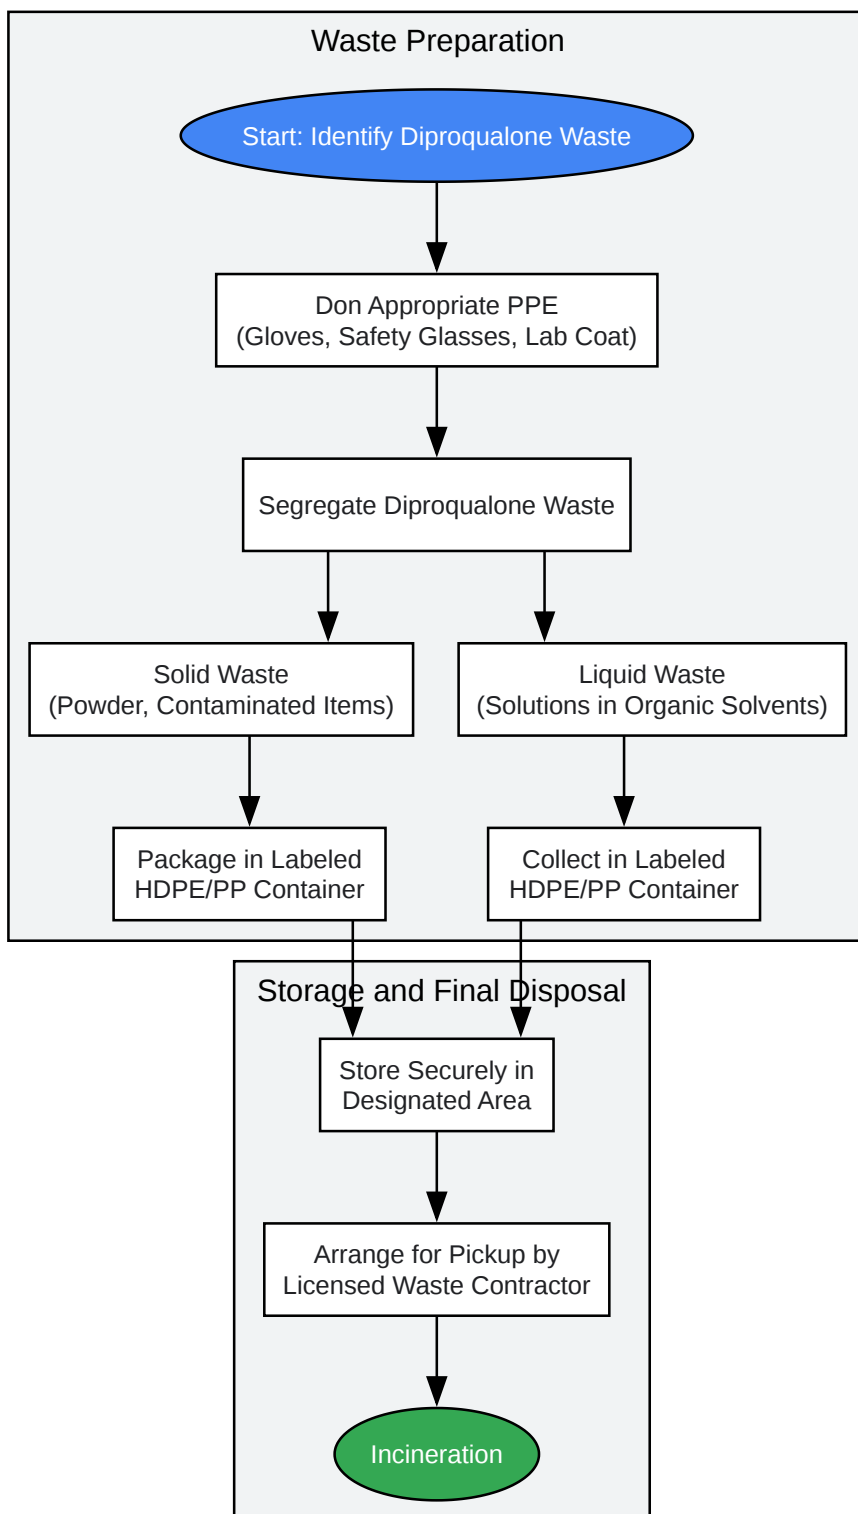 Waste Preparation
Start: Identify Diproqualone Waste
Don Appropriate PPE
(Gloves, Safety Glasses, Lab Coat)
Segregate Diproqualone Waste
Solid Waste
(Powder, Contaminated Items)
Liquid Waste
(Solutions in Organic Solvents)
Package in Labeled
HDPE/PP Container
Collect in Labeled
HDPE/PP Container
Storage and Final Disposal
Store Securely in
Designated Area
Arrange for Pickup by
Licensed Waste Contractor
Incineration